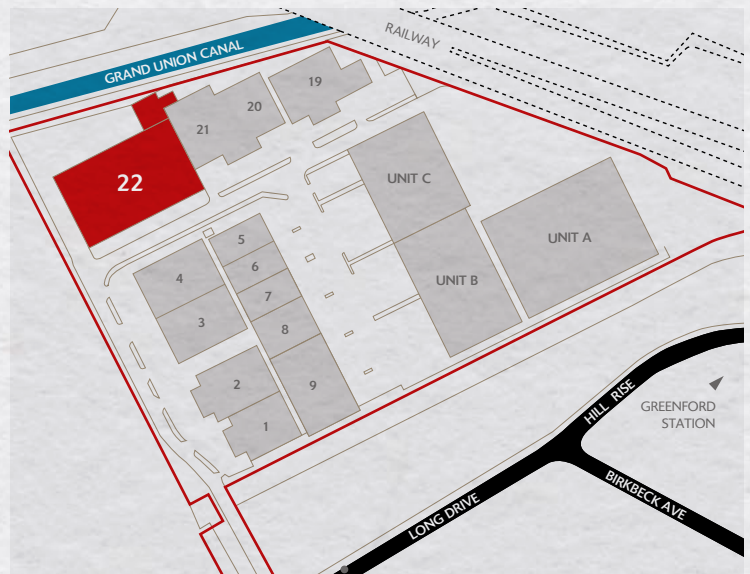 GRAND UNION CANAL
RAILWAY
19
20
21
22
UNIT C
UNIT A
UNIT B
5
6
7
8
9
4
3
2
1
HILL RISE
GREENFORD
STATION
LONG DRIVE
BIRKBECK AVE